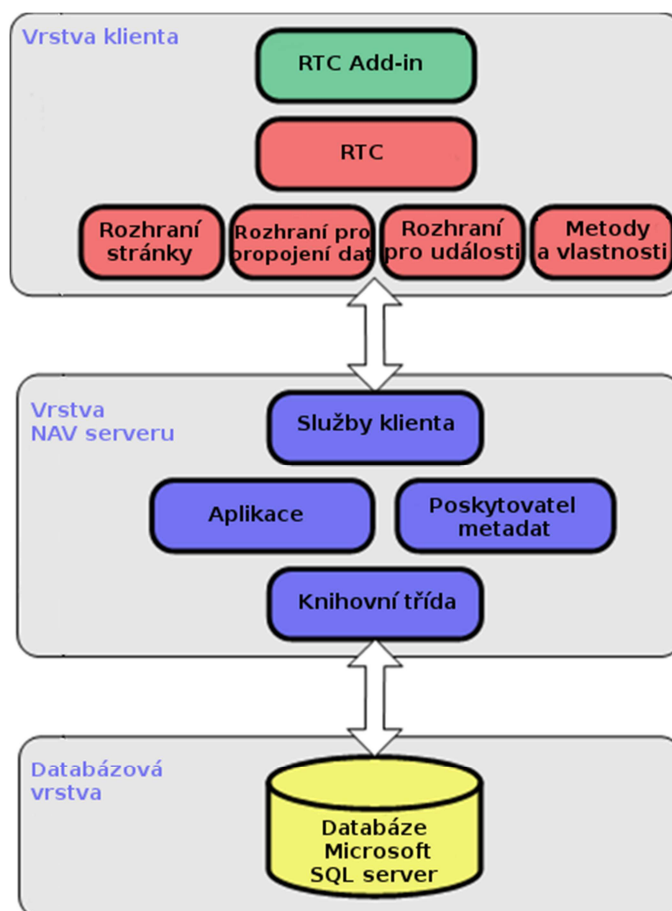 Vrstva klienta
RTC Add-in
RTC
Rozhraní
stránky
Rozhraní pro
propojení dat
Rozhraní
pro události
Metody
a vlastnosti
Vrstva
NAV serveru
Služby klienta
Aplikace
Poskytovatel
metadat
Knihovní třída
Databázová
vrstva
Databáze
Microsoft
SQL server